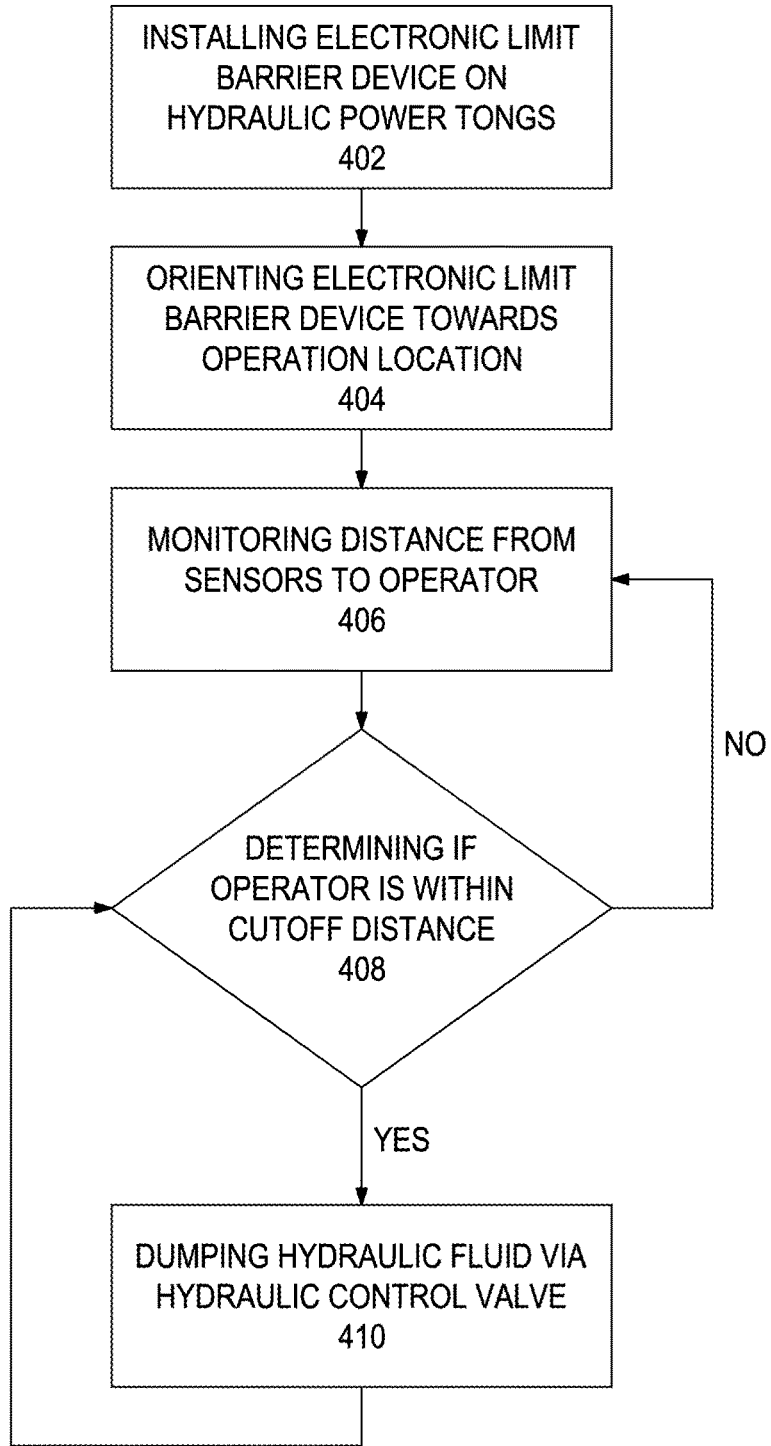 INSTALLING ELECTRONIC LIMIT
BARRIER DEVICE ON
HYDRAULIC POWER TONGS
402
ORIENTING ELECTRONIC LIMIT
BARRIER DEVICE TOWARDS
OPERATION LOCATION
404
MONITORING DISTANCE FROM
SENSORS TO OPERATOR
406
NO
DETERMINING IF
OPERATOR IS WITHIN
CUTOFF DISTANCE
408
YES
DUMPING HYDRAULIC FLUID VIA
HYDRAULIC CONTROL VALVE
410